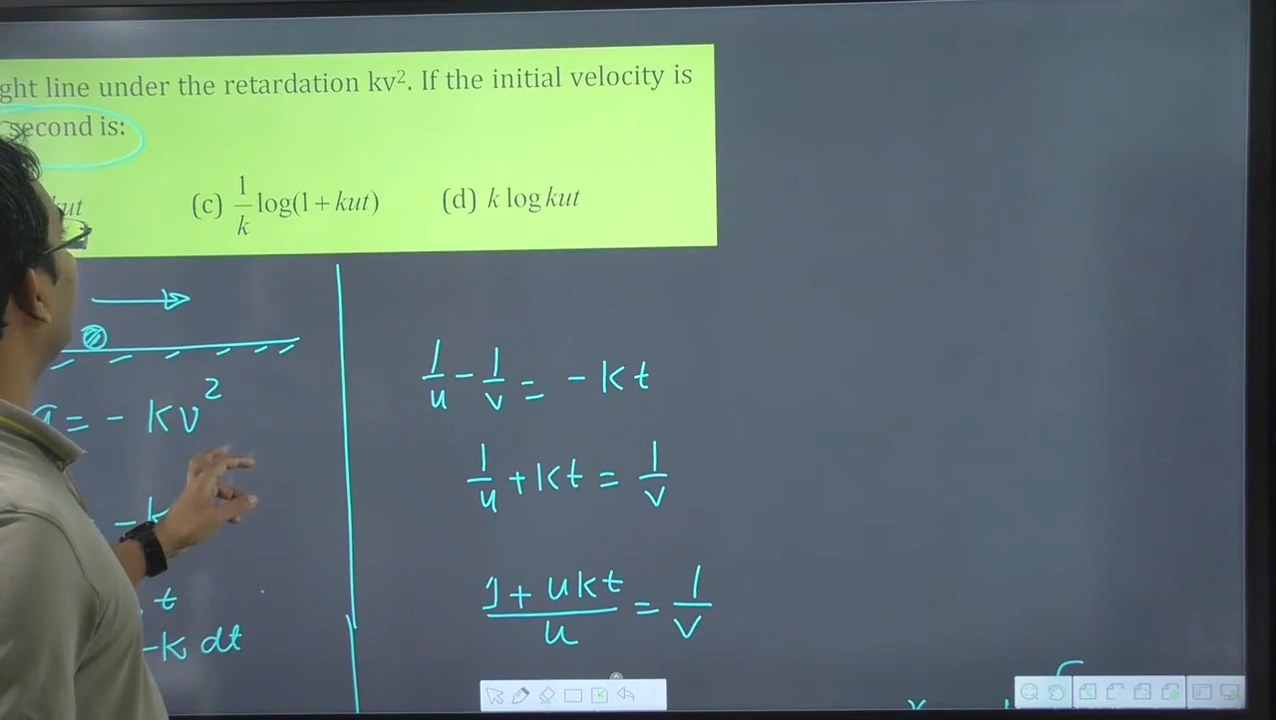 ght line under the retardation kv². If the initial velocity is
second is:
kut
(c) 1/k log(1 + kut)
(d) k log kut
a = - kv²
- k
t
-k dt
1/u - 1/v = - kt
1/u + kt = 1/v
(1 + ukt)/u = 1/v